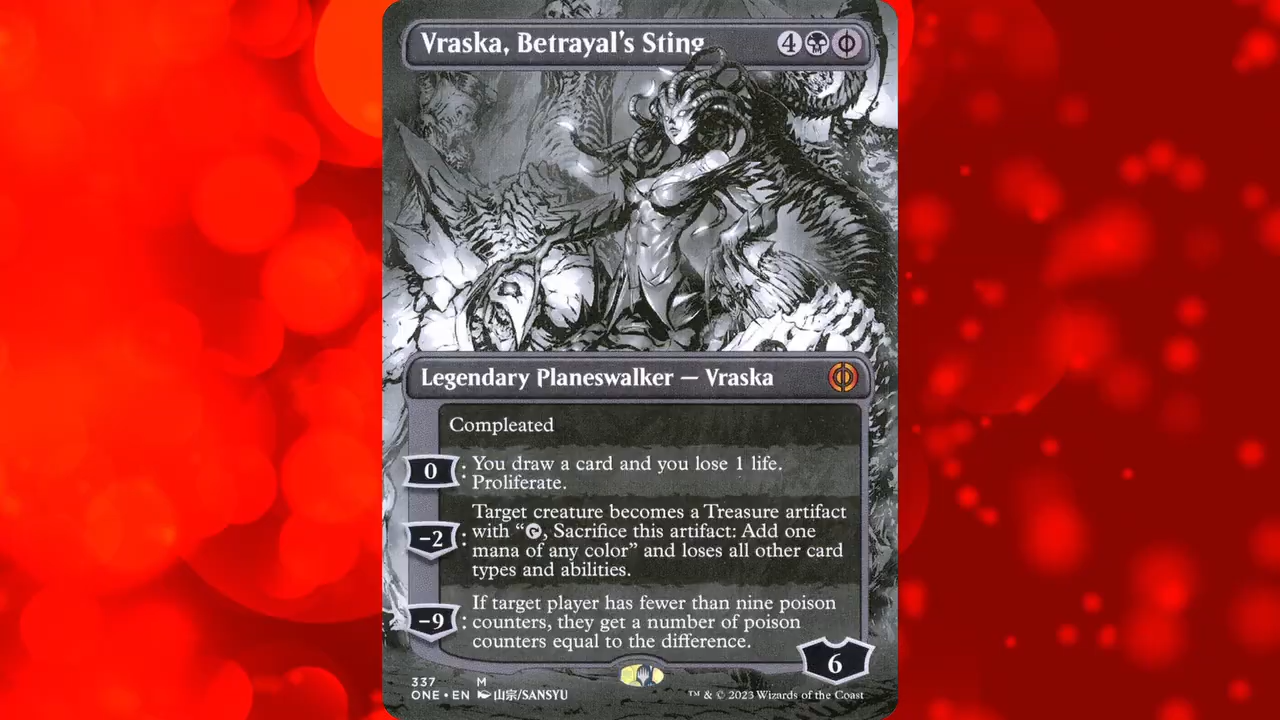 Vraska, Betrayal's Sting 4
Legendary Planeswalker — Vraska
Compleated
0 : You draw a card and you lose 1 life.
Proliferate.
Target creature becomes a Treasure artifact
−2 : with “, Sacrifice this artifact: Add one
mana of any color” and loses all other card
types and abilities.
If target player has fewer than nine poison
−9 : counters, they get a number of poison
counters equal to the difference.
6
337 M
ONE • EN 山宗/SANSYU ™ & © 2023 Wizards of the Coast